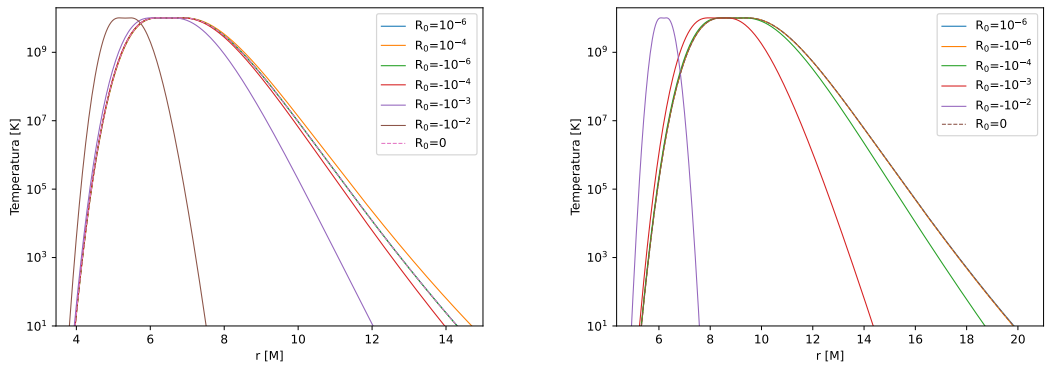 Temperatura [K]
10⁹
10⁷
10⁵
10³
10¹
4
6
8
10
12
14
r [M]
R₀=10⁻⁶
R₀=10⁻⁴
R₀=-10⁻⁶
R₀=-10⁻⁴
R₀=-10⁻³
R₀=-10⁻²
R₀=0
Temperatura [K]
10⁹
10⁷
10⁵
10³
10¹
6
8
10
12
14
16
18
20
r [M]
R₀=10⁻⁶
R₀=-10⁻⁶
R₀=-10⁻⁴
R₀=-10⁻³
R₀=-10⁻²
R₀=0